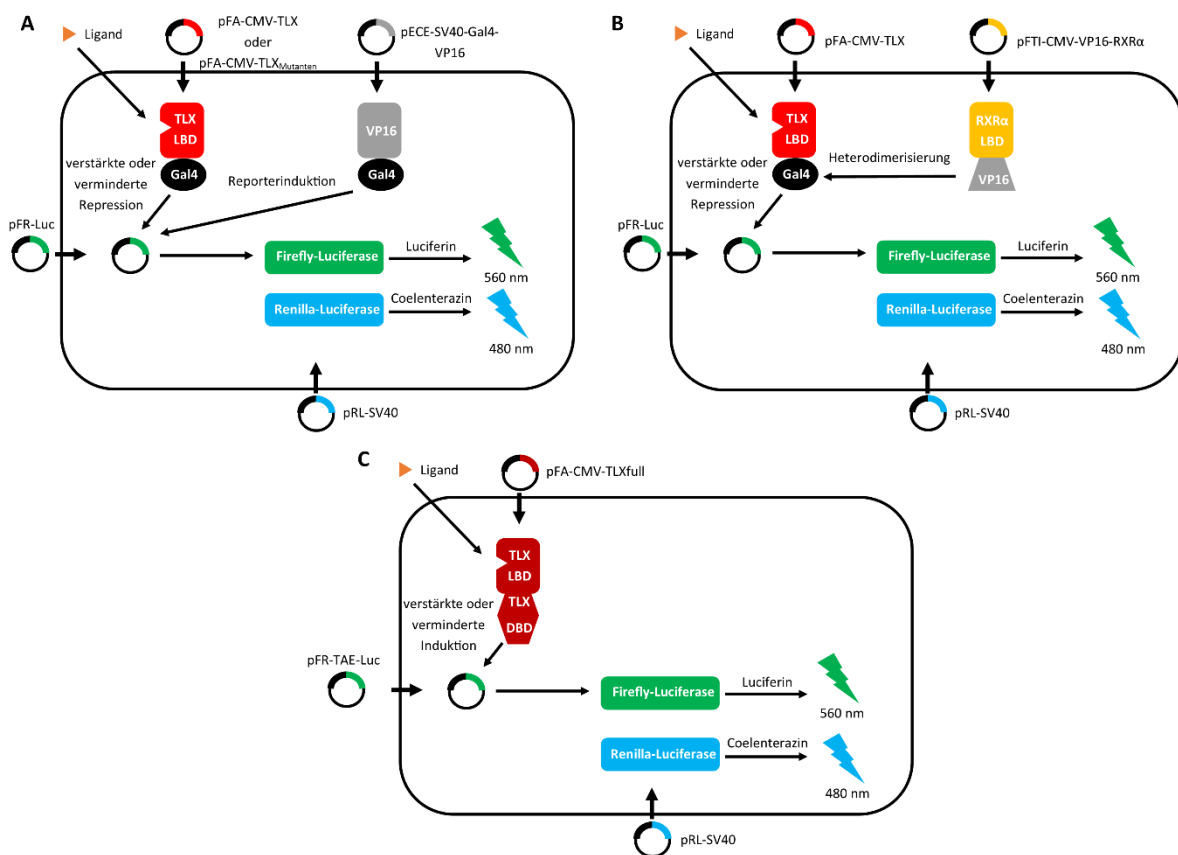 A
Ligand
pFA-CMV-TLX
oder
pFA-CMV-TLXMutanten
pECE-SV40-Gal4-
VP16
TLX
LBD
Gal4
VP16
Gal4
verstärkte oder
verminderte
Repression
Reporterinduktion
pFR-Luc
Firefly-Luciferase
Luciferin
560 nm
Renilla-Luciferase
Coelenterazin
480 nm
pRL-SV40
B
Ligand
pFA-CMV-TLX
pFTI-CMV-VP16-RXRα
TLX
LBD
Gal4
RXRα
LBD
VP16
verstärkte oder
verminderte
Repression
Heterodimerisierung
pFR-Luc
Firefly-Luciferase
Luciferin
560 nm
Renilla-Luciferase
Coelenterazin
480 nm
pRL-SV40
C
Ligand
pFA-CMV-TLXfull
TLX
LBD
TLX
DBD
verstärkte oder
verminderte
Induktion
pFR-TAE-Luc
Firefly-Luciferase
Luciferin
560 nm
Renilla-Luciferase
Coelenterazin
480 nm
pRL-SV40